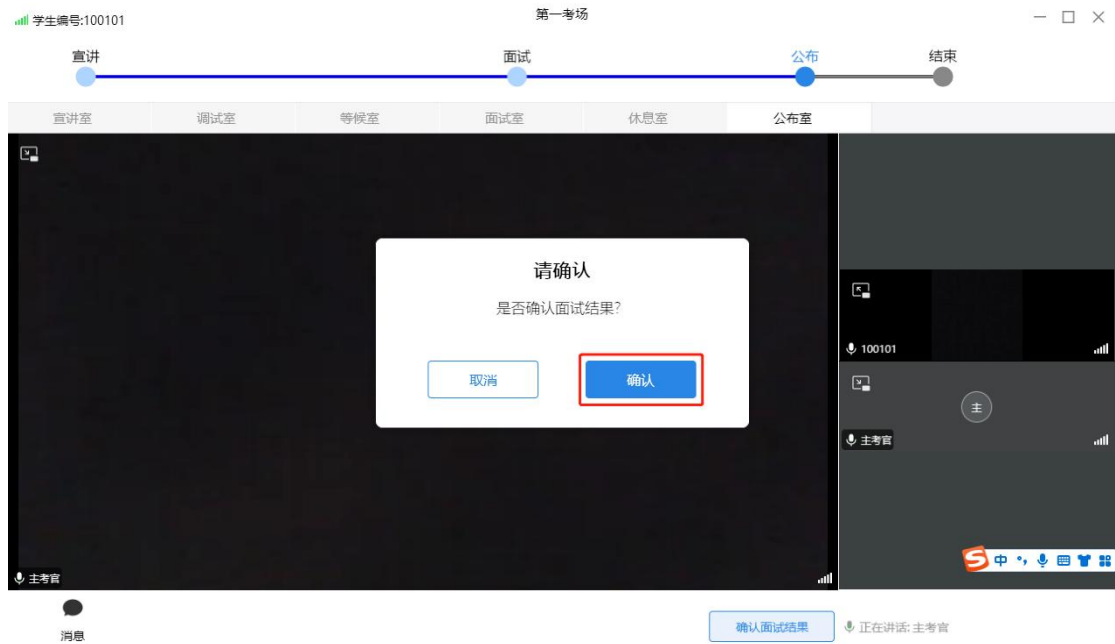 学生编号:100101
第一考场
宣讲
面试
公布
结束
宣讲室
调试室
等候室
面试室
休息室
公布室
请确认
是否确认面试结果?
取消
确认
100101
主
主考官
主考官
中
消息
确认面试结果
正在讲话: 主考官